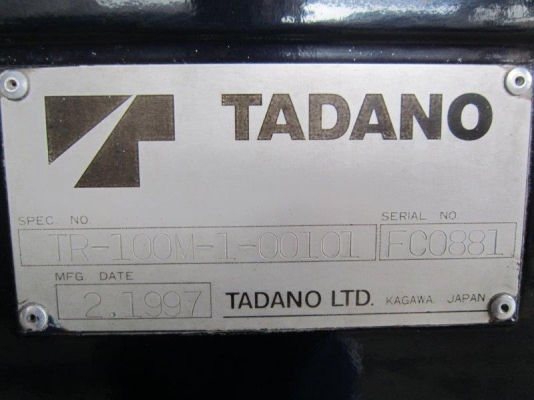 TADANO
SPEC. NO.
SERIAL NO.
TR-100M-1-00101
FC0881
MFG. DATE
2.1997
TADANO LTD. KAGAWA JAPAN